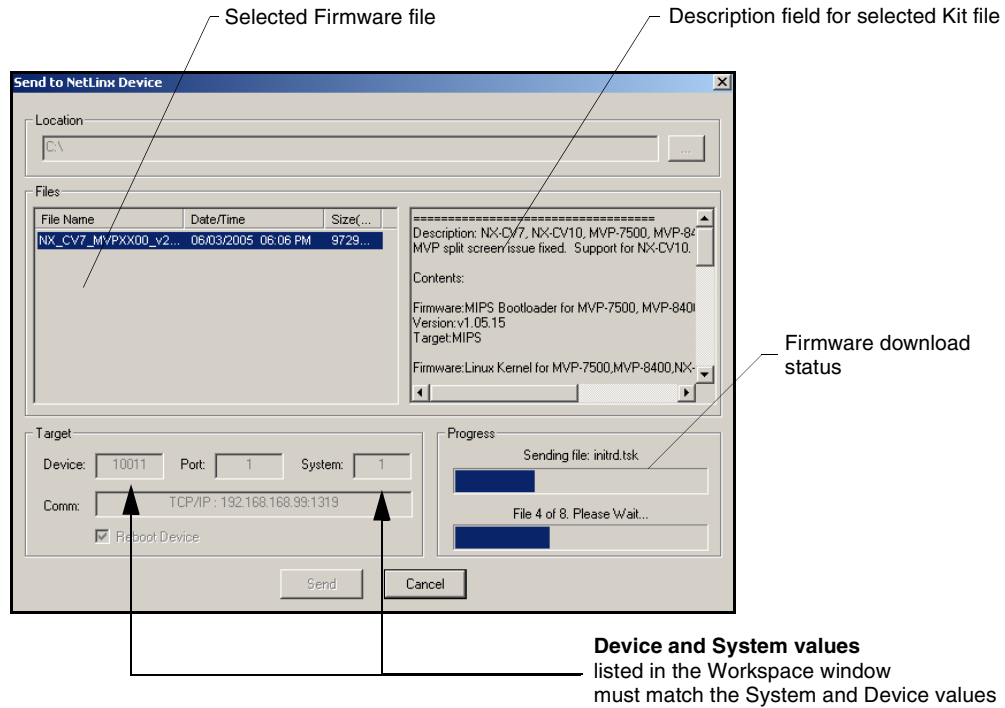 Selected Firmware file
Description field for selected Kit file
Send to NetLinx Device
Location
C:\
...
Files
File Name Date/Time Size(...
NX_CV7_MVPXX00_v2... 06/03/2005 06:06 PM 9729...
===================================
Description: NX-CV7, NX-CV10, MVP-7500, MVP-84
MVP split screen issue fixed. Support for NX-CV10.
Contents:
Firmware:MIPS Bootloader for MVP-7500, MVP-840
Version:v1.05.15
Target:MIPS
Firmware:Linux Kernel for MVP-7500,MVP-8400,NX-
Firmware download
status
Target
Device: 10011 Port: 1 System: 1
Comm: TCP/IP : 192.168.168.99:1319
Reboot Device
Progress
Sending file: initrd.tsk
File 4 of 8. Please Wait...
Send Cancel
Device and System values
listed in the Workspace window
must match the System and Device values